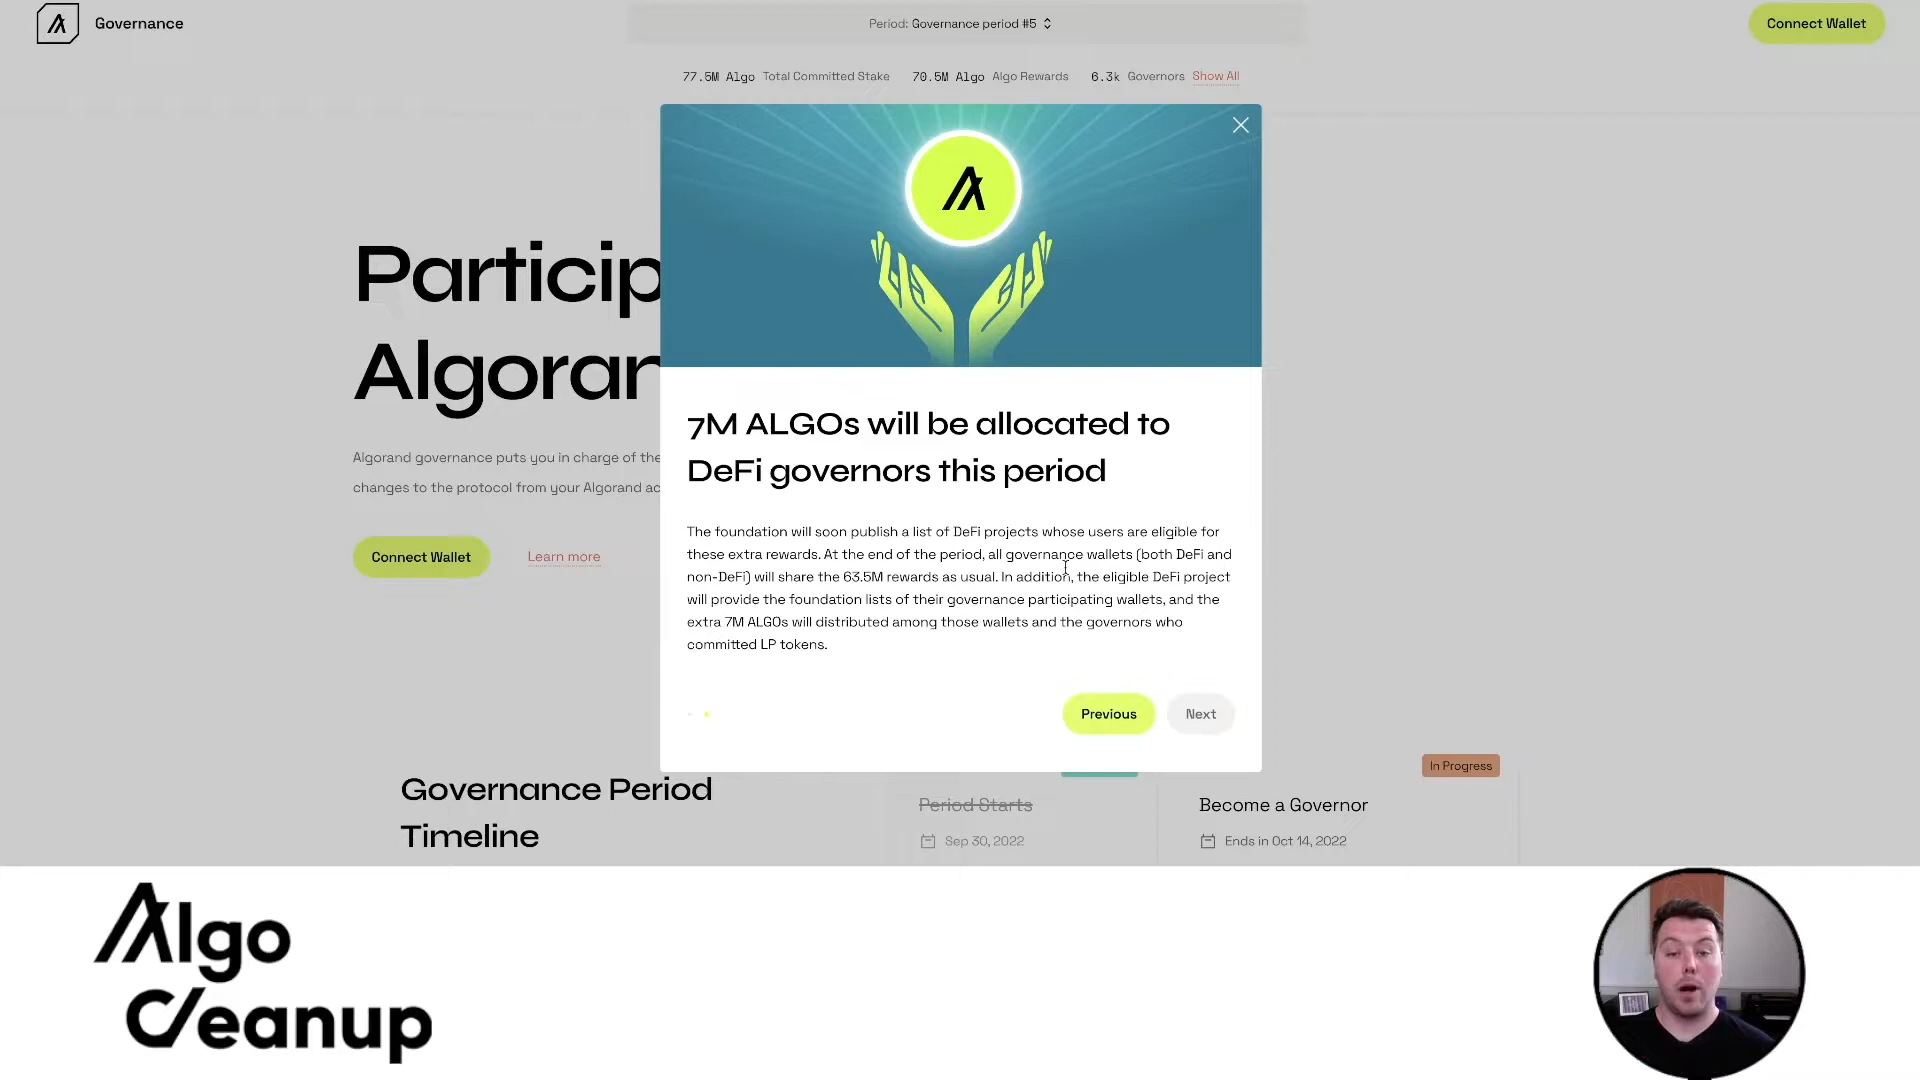 Governance
Period: Governance period #5
Connect Wallet
77.5M Algo Total Committed Stake 70.5M Algo Algo Rewards 6.3k Governors Show All
Particip
Algoran
Algorand governance puts you in charge of the
changes to the protocol from your Algorand ac
Connect Wallet Learn more
7M ALGOs will be allocated to
DeFi governors this period
The foundation will soon publish a list of DeFi projects whose users are eligible for
these extra rewards. At the end of the period, all governance wallets (both DeFi and
non-DeFi) will share the 63.5M rewards as usual. In addition, the eligible DeFi project
will provide the foundation lists of their governance participating wallets, and the
extra 7M ALGOs will distributed among those wallets and the governors who
committed LP tokens.
Previous Next
Governance Period
Timeline
Period Starts
Sep 30, 2022
In Progress
Become a Governor
Ends in Oct 14, 2022
Algo
Cleanup